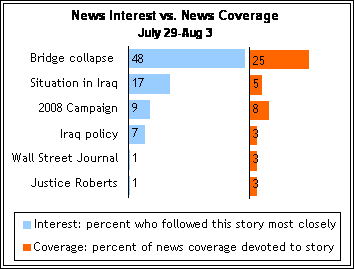 News Interest vs. News Coverage
July 29-Aug 3
Bridge collapse 48 25
Situation in Iraq 17 5
2008 Campaign 9 8
Iraq policy 7 3
Wall Street Journal 1 3
Justice Roberts 1 3
Interest: percent who followed this story most closely
Coverage: percent of news coverage devoted to story